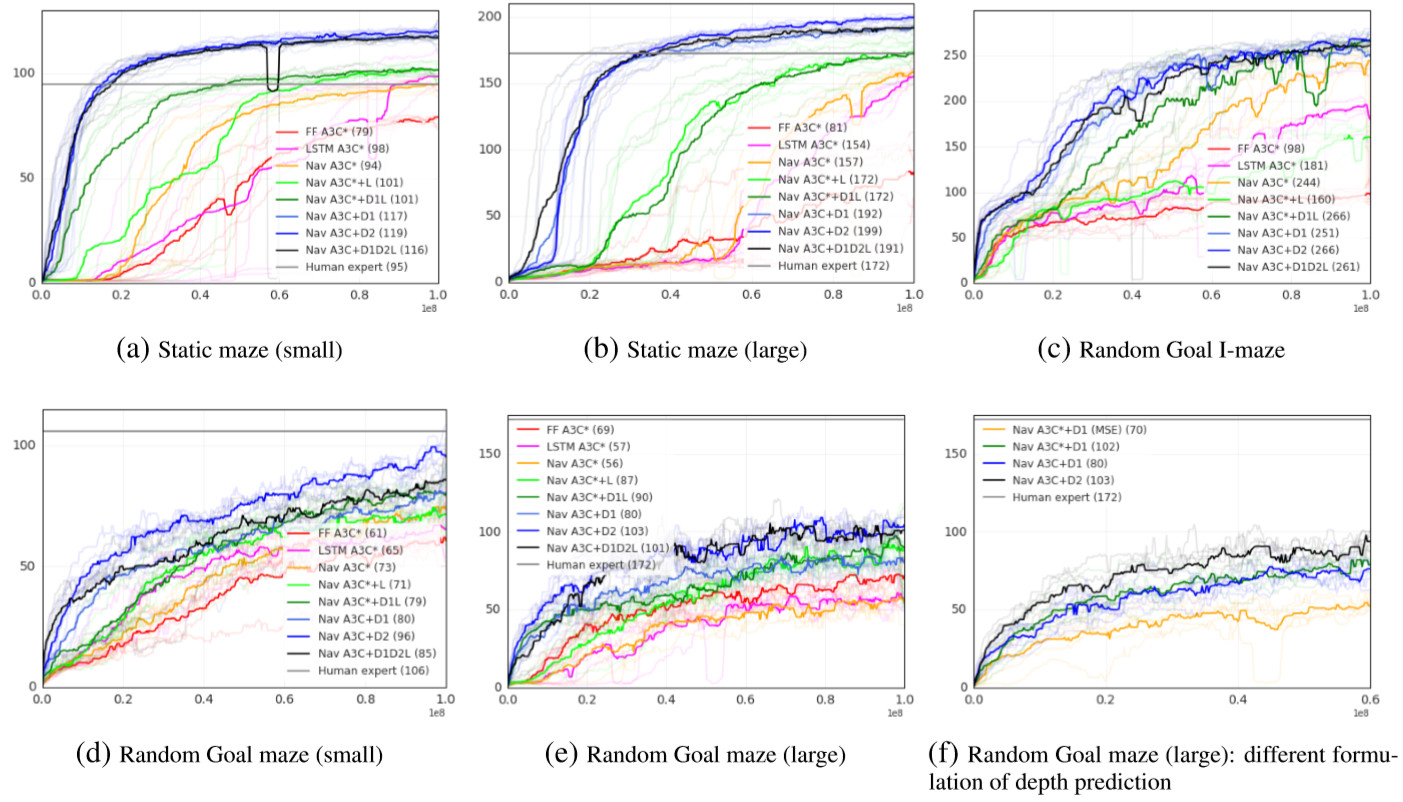 100
50
0
0.0 0.2 0.4 0.6 0.8 1.0
1e8
FF A3C* (79)
LSTM A3C* (98)
Nav A3C* (94)
Nav A3C*+L (101)
Nav A3C*+D1L (101)
Nav A3C+D1 (117)
Nav A3C+D2 (119)
Nav A3C+D1D2L (116)
Human expert (95)
(a) Static maze (small)
200
150
100
50
0
0.0 0.2 0.4 0.6 0.8 1.0
1e8
FF A3C* (81)
LSTM A3C* (154)
Nav A3C* (157)
Nav A3C*+L (172)
Nav A3C*+D1L (172)
Nav A3C+D1 (192)
Nav A3C+D2 (199)
Nav A3C+D1D2L (191)
Human expert (172)
(b) Static maze (large)
250
200
150
100
50
0
0.0 0.2 0.4 0.6 0.8 1.0
1e8
FF A3C* (98)
LSTM A3C* (181)
Nav A3C* (244)
Nav A3C*+L (160)
Nav A3C*+D1L (266)
Nav A3C+D1 (251)
Nav A3C+D2 (266)
Nav A3C+D1D2L (261)
(c) Random Goal I-maze
100
50
0
0.0 0.2 0.4 0.6 0.8 1.0
1e8
FF A3C* (61)
LSTM A3C* (65)
Nav A3C* (73)
Nav A3C*+L (71)
Nav A3C*+D1L (79)
Nav A3C+D1 (80)
Nav A3C+D2 (96)
Nav A3C+D1D2L (85)
Human expert (106)
(d) Random Goal maze (small)
150
100
50
0
0.0 0.2 0.4 0.6 0.8 1.0
1e8
FF A3C* (69)
LSTM A3C* (57)
Nav A3C* (56)
Nav A3C*+L (87)
Nav A3C*+D1L (90)
Nav A3C+D1 (80)
Nav A3C+D2 (103)
Nav A3C+D1D2L (101)
Human expert (172)
(e) Random Goal maze (large)
150
100
50
0
0.0 0.2 0.4 0.6
1e8
Nav A3C*+D1 (MSE) (70)
Nav A3C*+D1 (102)
Nav A3C+D1 (80)
Nav A3C+D2 (103)
Human expert (172)
(f) Random Goal maze (large): different formu-
lation of depth prediction